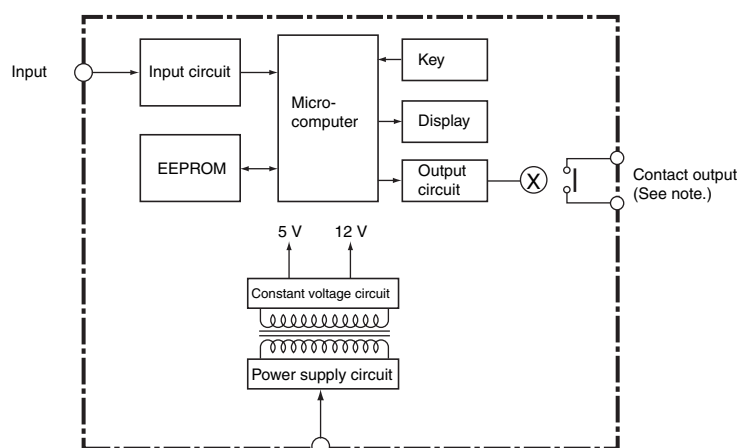 Input
Input circuit
Micro-
computer
Key
Display
EEPROM
Output
circuit
X
Contact output
(See note.)
5 V
12 V
Constant voltage circuit
Power supply circuit